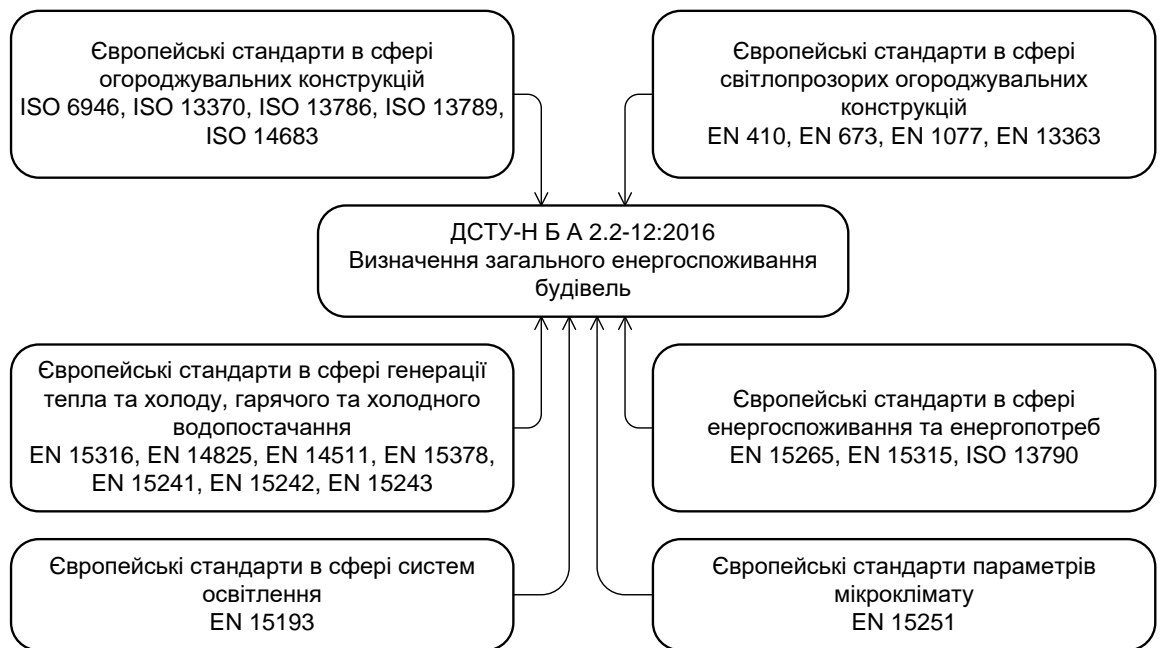 Європейські стандарти в сфері
огороджувальних конструкцій
ISO 6946, ISO 13370, ISO 13786, ISO 13789,
ISO 14683
Європейські стандарти в сфері
світлопрозорих огороджувальних
конструкцій
EN 410, EN 673, EN 1077, EN 13363
ДСТУ-Н Б А 2.2-12:2016
Визначення загального енергоспоживання
будівель
Європейські стандарти в сфері генерації
тепла та холоду, гарячого та холодного
водопостачання
EN 15316, EN 14825, EN 14511, EN 15378,
EN 15241, EN 15242, EN 15243
Європейські стандарти в сфері
енергоспоживання та енергопотреб
EN 15265, EN 15315, ISO 13790
Європейські стандарти в сфері систем
освітлення
EN 15193
Європейські стандарти параметрів
мікроклімату
EN 15251